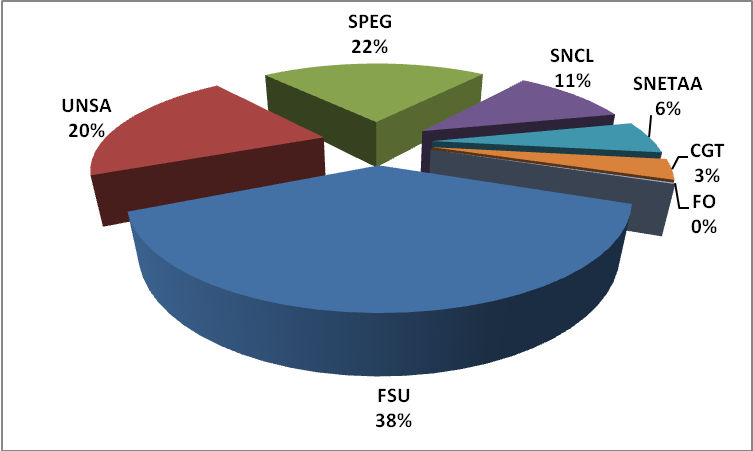 SPEG
22%
SNCL
11%
SNETAA
6%
UNSA
20%
CGT
3%
FO
0%
FSU
38%